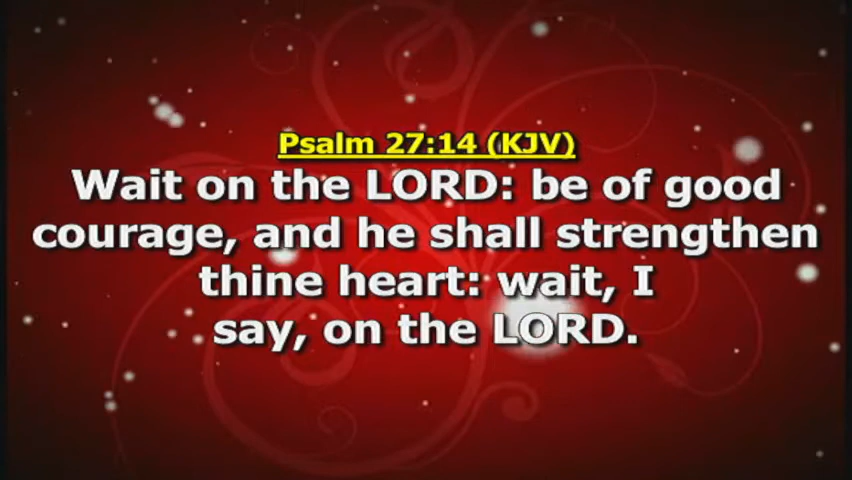 Psalm 27:14 (KJV)
Wait on the LORD: be of good
courage, and he shall strengthen
thine heart: wait, I
say, on the LORD.